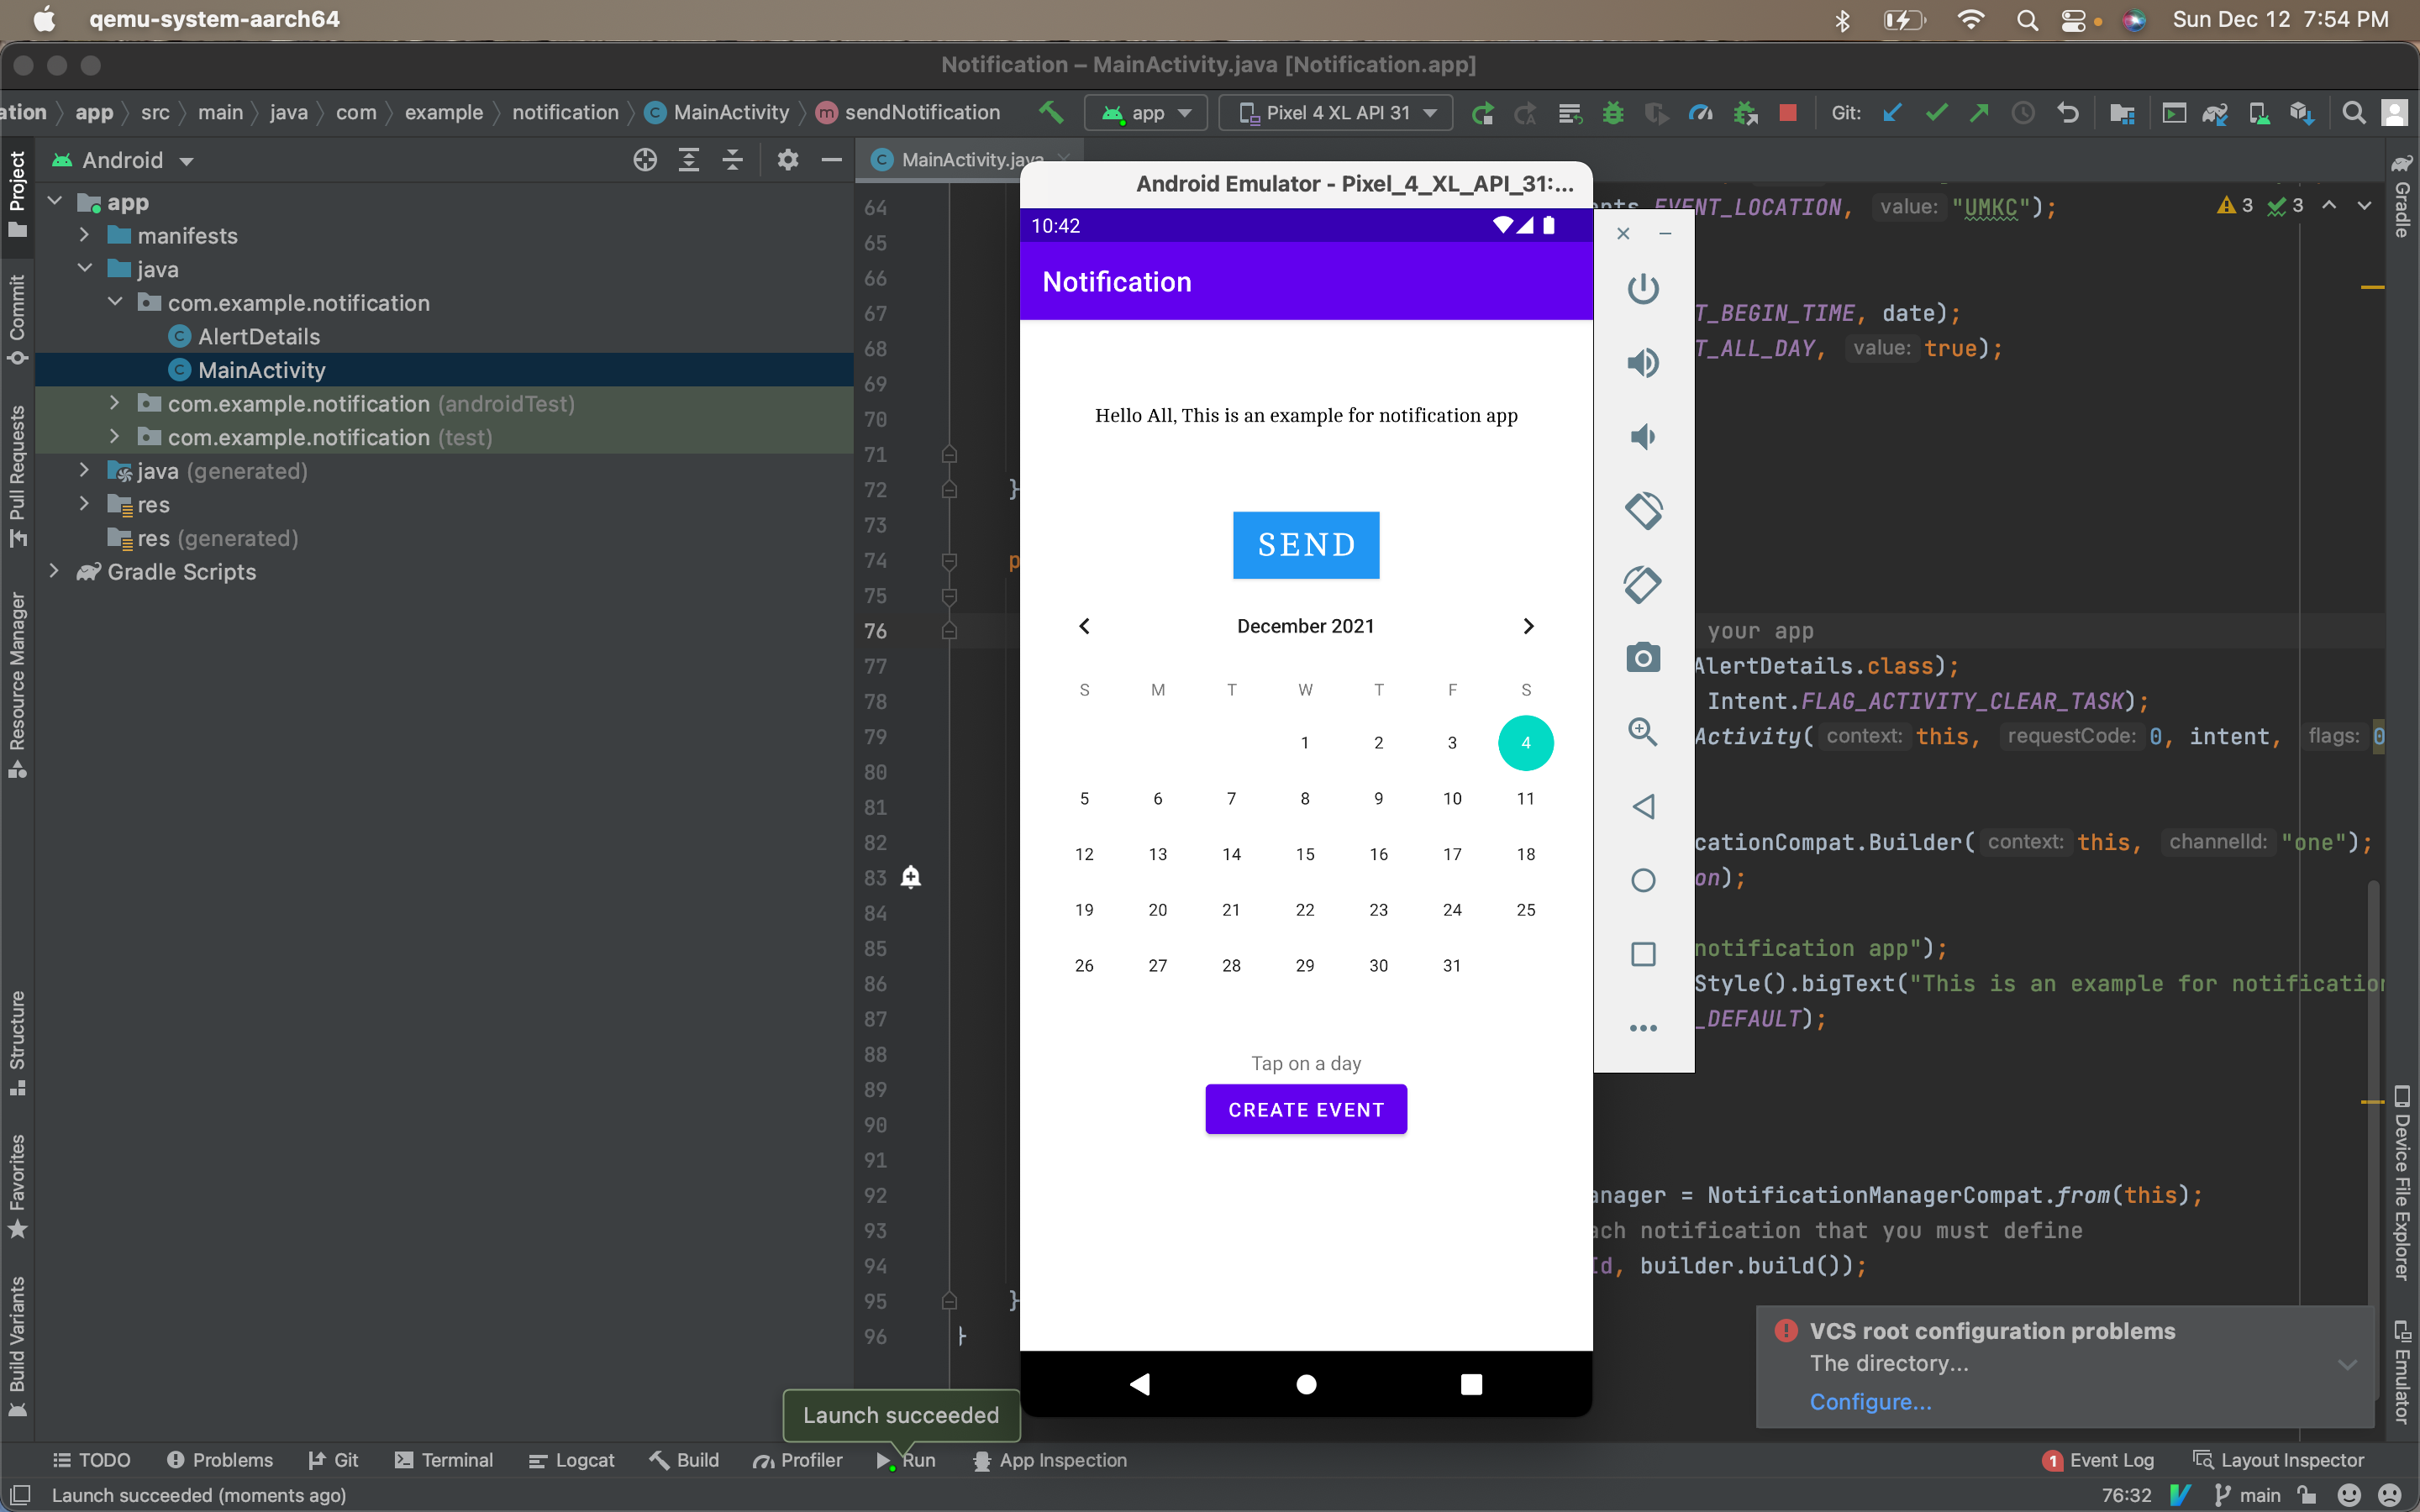 qemu-system-aarch64
Sun Dec 12 7:54 PM
Notification – MainActivity.java [Notification.app]
ation app src main java com example notification MainActivity sendNotification
app
Pixel 4 XL API 31
Git:
Project
Commit
Pull Requests
Resource Manager
Structure
Favorites
Build Variants
Android
app
manifests
java
com.example.notification
AlertDetails
MainActivity
com.example.notification (androidTest)
com.example.notification (test)
java (generated)
res
res (generated)
Gradle Scripts
MainActivity.java
64
65
66
67
68
69
70
71
72 }
73
74 p
75
76
77
78
79
80
81
82
83
84
85
86
87
88
89
90
91
92
93
94
95 }
96 }
Android Emulator - Pixel_4_XL_API_31:...
10:42
Notification
Hello All, This is an example for notification app
SEND
December 2021
S M T W T F S
1 2 3 4
5 6 7 8 9 10 11
12 13 14 15 16 17 18
19 20 21 22 23 24 25
26 27 28 29 30 31
Tap on a day
CREATE EVENT
EVENT_LOCATION, value: "UMKC");
3 3
T_BEGIN_TIME, date);
T_ALL_DAY, value: true);
your app
AlertDetails.class);
Intent.FLAG_ACTIVITY_CLEAR_TASK);
Activity( context: this, requestCode: 0, intent, flags: 0
cationCompat.Builder( context: this, channelId: "one");
on);
notification app");
Style().bigText("This is an example for notification
_DEFAULT);
anager = NotificationManagerCompat.from(this);
ach notification that you must define
d, builder.build());
VCS root configuration problems
The directory...
Configure...
Gradle
Device File Explorer
Emulator
Launch succeeded
TODO Problems Git Terminal Logcat Build Profiler Run App Inspection
1 Event Log Layout Inspector
Launch succeeded (moments ago)
76:32 main